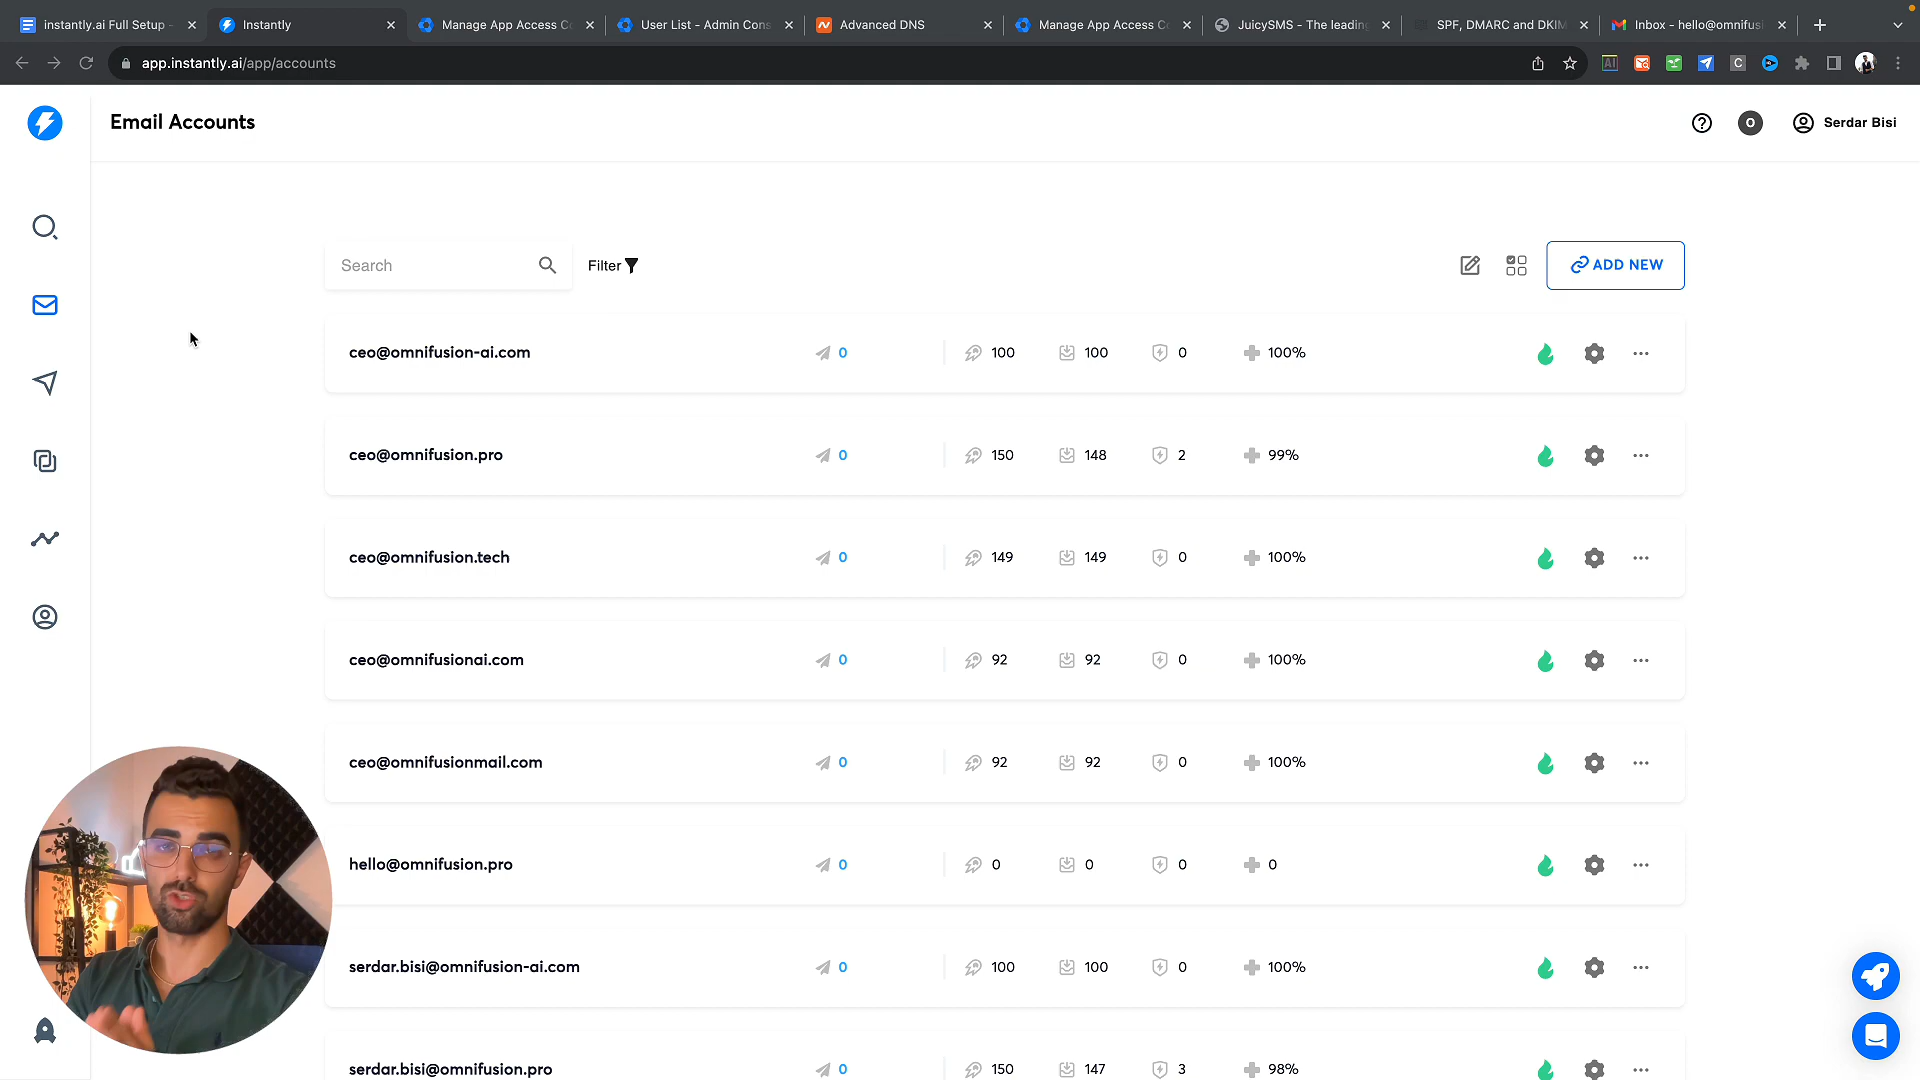 instantly.ai Full Setup -
Instantly
Manage App Access Co
User List - Admin Cons
Advanced DNS
Manage App Access Co
JuicySMS - The leading
SPF, DMARC and DKIM
Inbox - hello@omnifusi
app.instantly.ai/app/accounts
Email Accounts
O
Serdar Bisi
Search
Filter
ADD NEW
ceo@omnifusion-ai.com 0 100 100 0 100%
ceo@omnifusion.pro 0 150 148 2 99%
ceo@omnifusion.tech 0 149 149 0 100%
ceo@omnifusionai.com 0 92 92 0 100%
ceo@omnifusionmail.com 0 92 92 0 100%
hello@omnifusion.pro 0 0 0 0 0
serdar.bisi@omnifusion-ai.com 0 100 100 0 100%
serdar.bisi@omnifusion.pro 0 150 147 3 98%